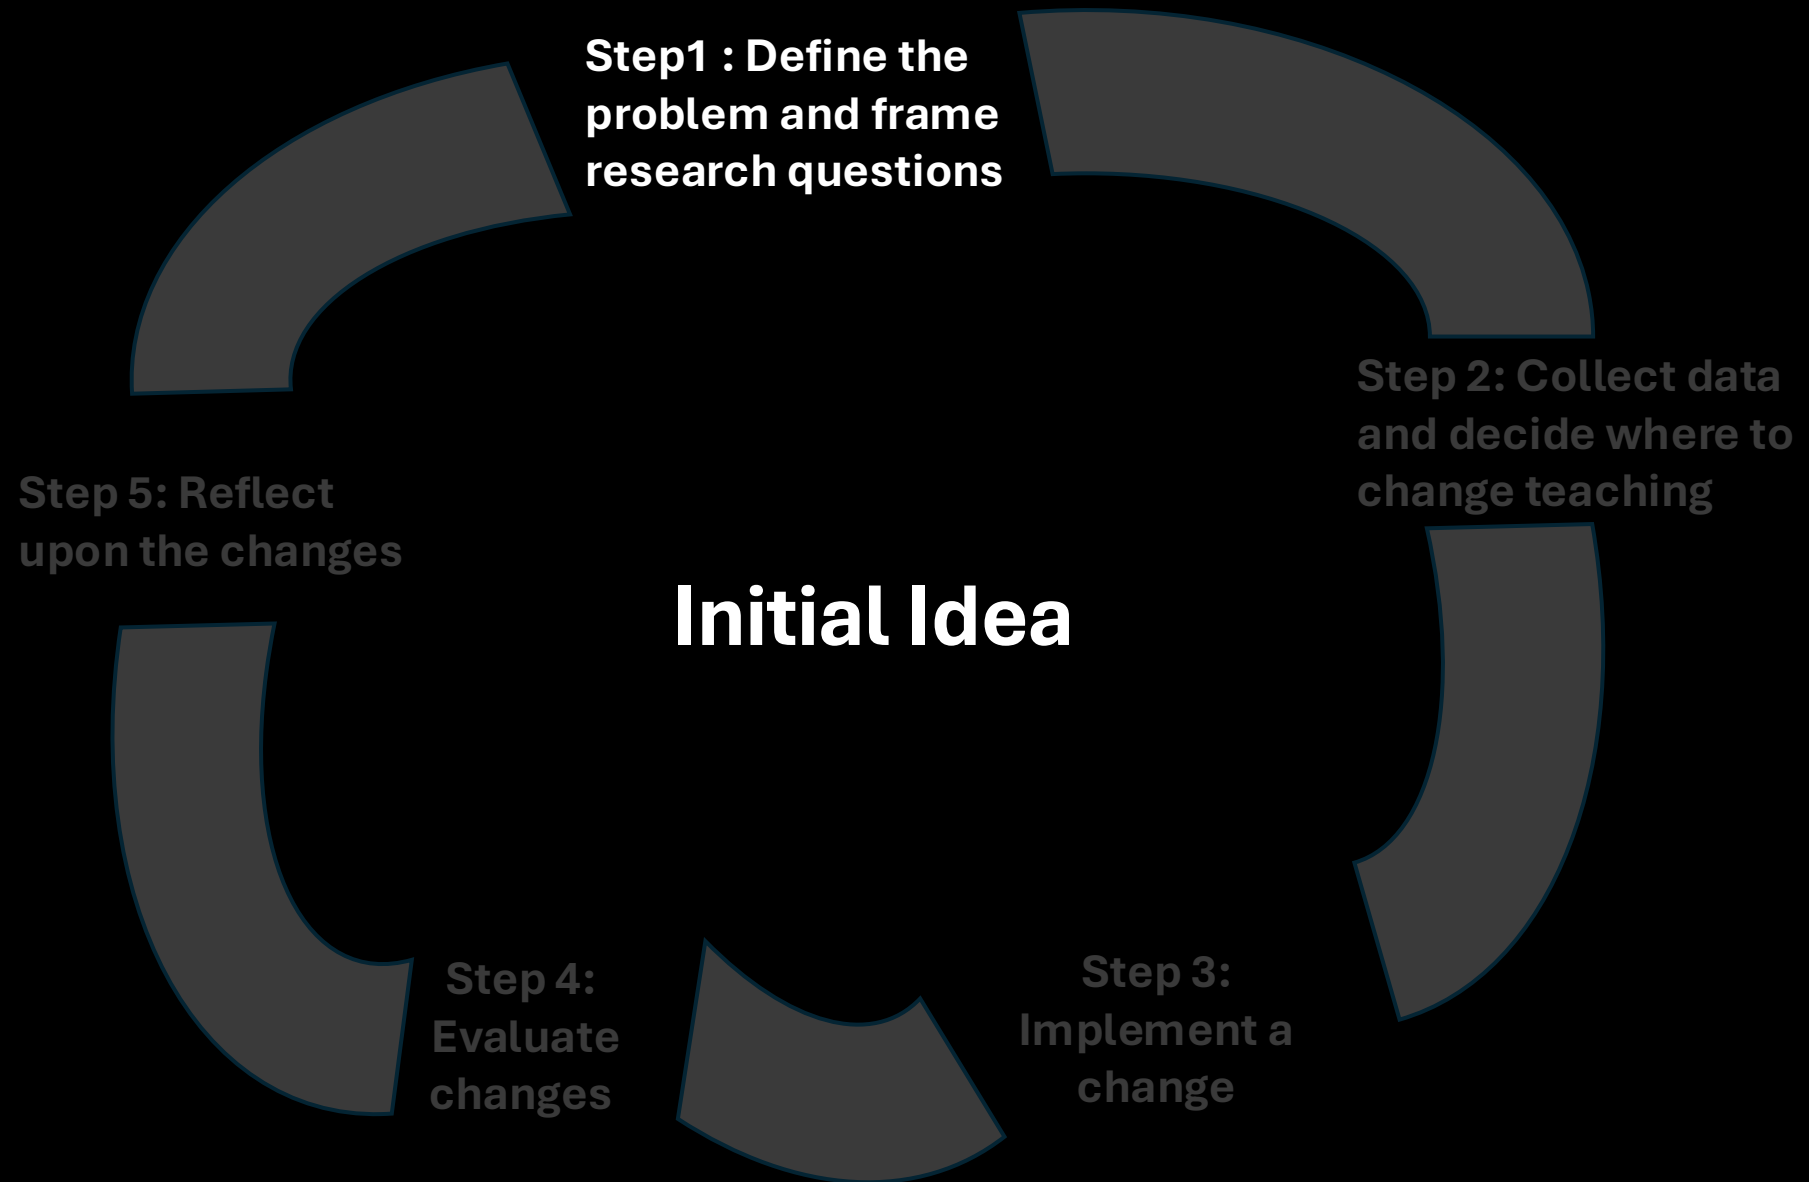 Step1 : Define the
problem and frame
research questions
Step 2: Collect data
and decide where to
change teaching
Step 5: Reflect
upon the changes
Initial Idea
Step 3:
Implement a
change
Step 4:
Evaluate
changes